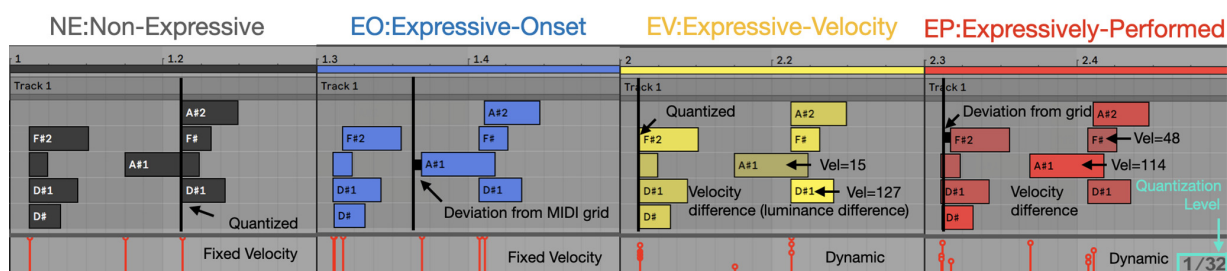 NE:Non-Expressive
EO:Expressive-Onset
EV:Expressive-Velocity
EP:Expressively-Performed
1
1.2
1.3
1.4
2
2.2
2.3
2.4
Track 1
Track 1
Track 1
Track 1
A#2
F#2
F#
A#1
D#1
D#1
D#
Quantized
Fixed Velocity
A#2
F#2
F#
A#1
D#1
D#1
D#
Deviation from MIDI grid
Fixed Velocity
Quantized
A#2
F#2
F#
A#1
Vel=15
D#1
D#1
Vel=127
Velocity
difference (luminance difference)
D#
Dynamic
Deviation from grid
A#2
F#2
F#
Vel=48
A#1
Vel=114
D#1
D#1
Velocity
difference
D#
Quantization
Level
Dynamic
1/32